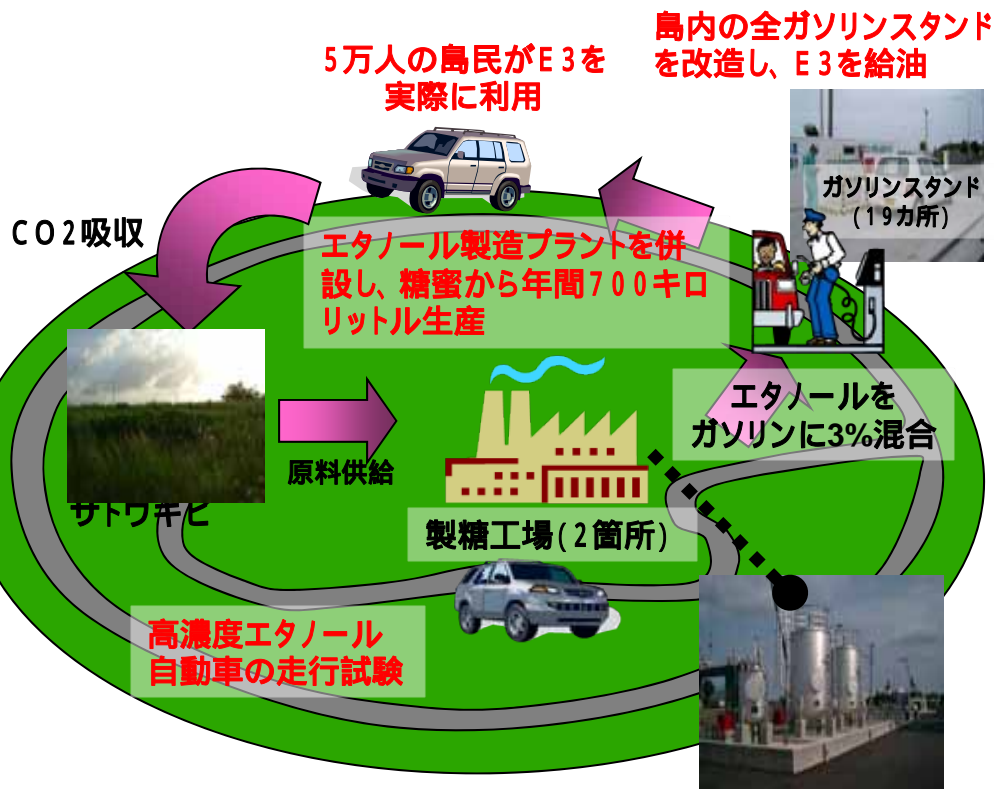 島内の全ガソリンスタンド
を改造し、E3を給油
5万人の島民がE3を
実際に利用
ガソリンスタンド
(19カ所)
CO2吸収
エタノール製造プラントを併
設し、糖蜜から年間700キロ
リットル生産
エタノールを
ガソリンに3%混合
原料供給
サトウキビ
製糖工場(2箇所)
高濃度エタノール
自動車の走行試験